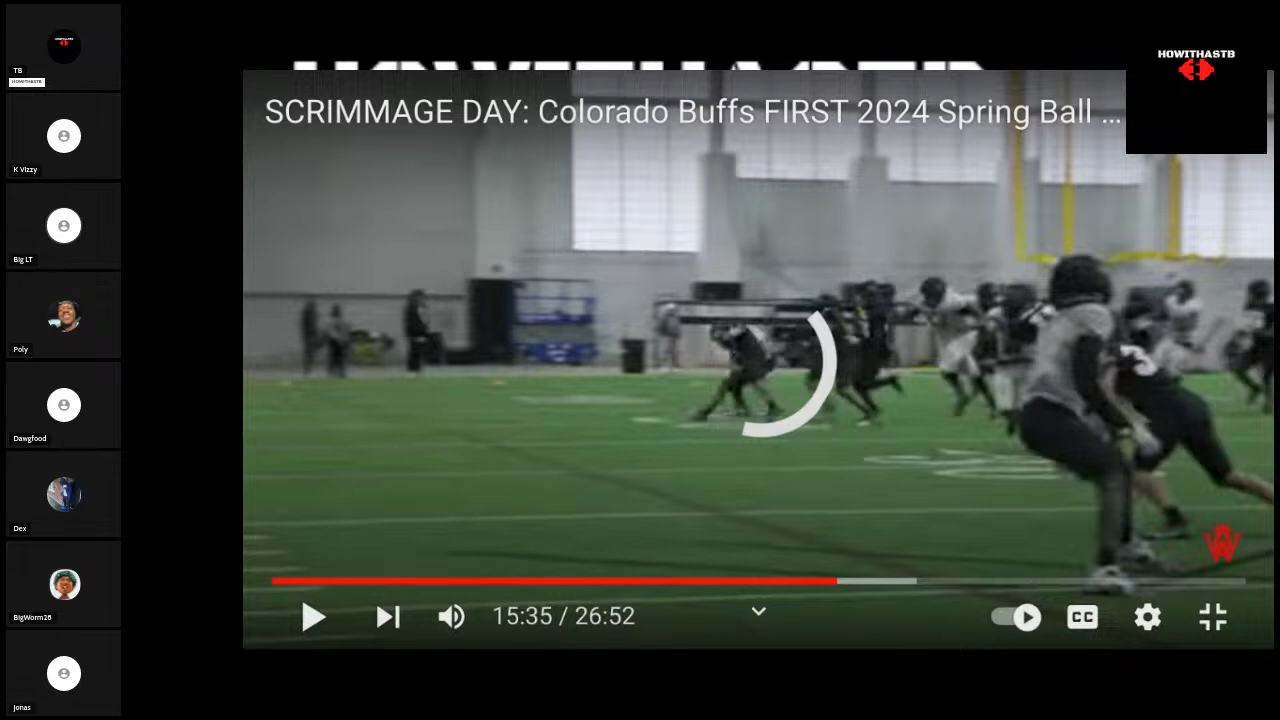 TB
HOWITHASTB
K Vizzy
Big LT
Poly
Dawgfood
Dex
BigWorm28
Jonas
SCRIMMAGE DAY: Colorado Buffs FIRST 2024 Spring Ball ...
HOWITHASTB
15:35 / 26:52
CC